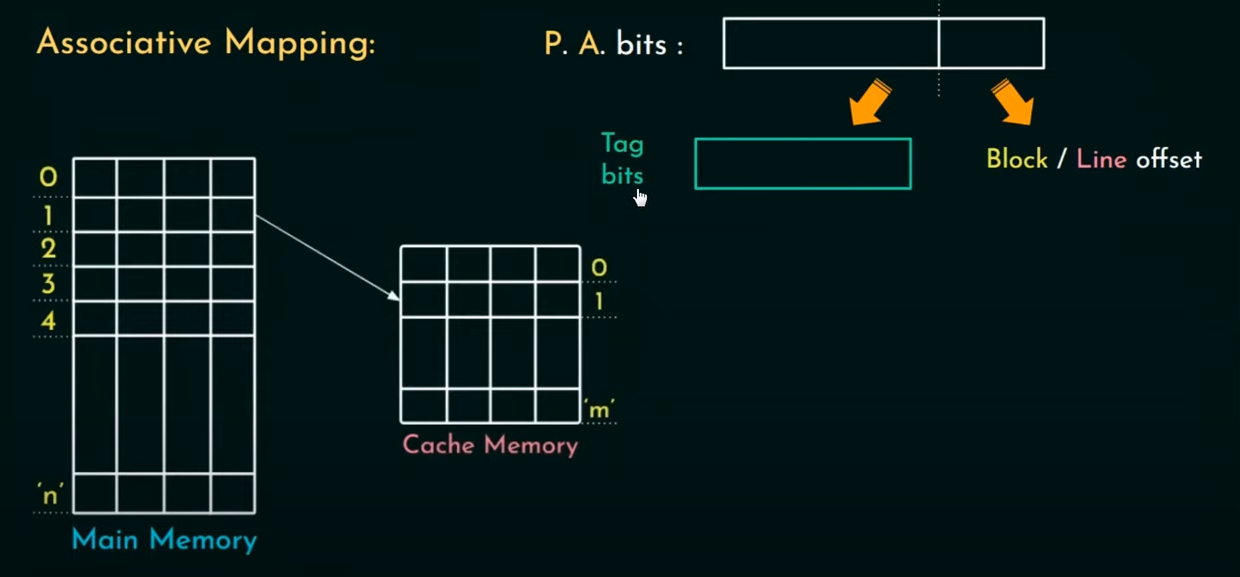 Associative Mapping:
P. A. bits :
Tag
bits
Block / Line offset
0
1
2
3
4
'n'
Main Memory
0
1
'm'
Cache Memory